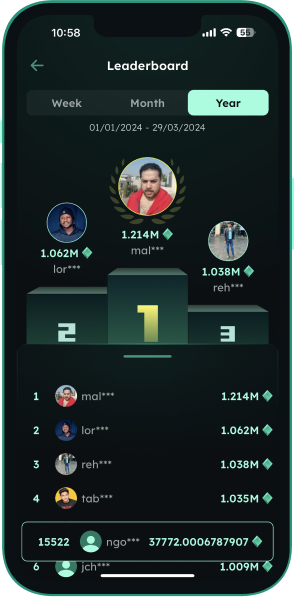 10:58
55
Leaderboard
Week Month Year
01/01/2024 - 29/03/2024
1.214M
mal***
1.062M
lor***
1.038M
reh***
2 1 3
1 mal*** 1.214M
2 lor*** 1.062M
3 reh*** 1.038M
4 tab*** 1.035M
15522 ngo*** 37772.0006787907
6 jch*** 1.009M